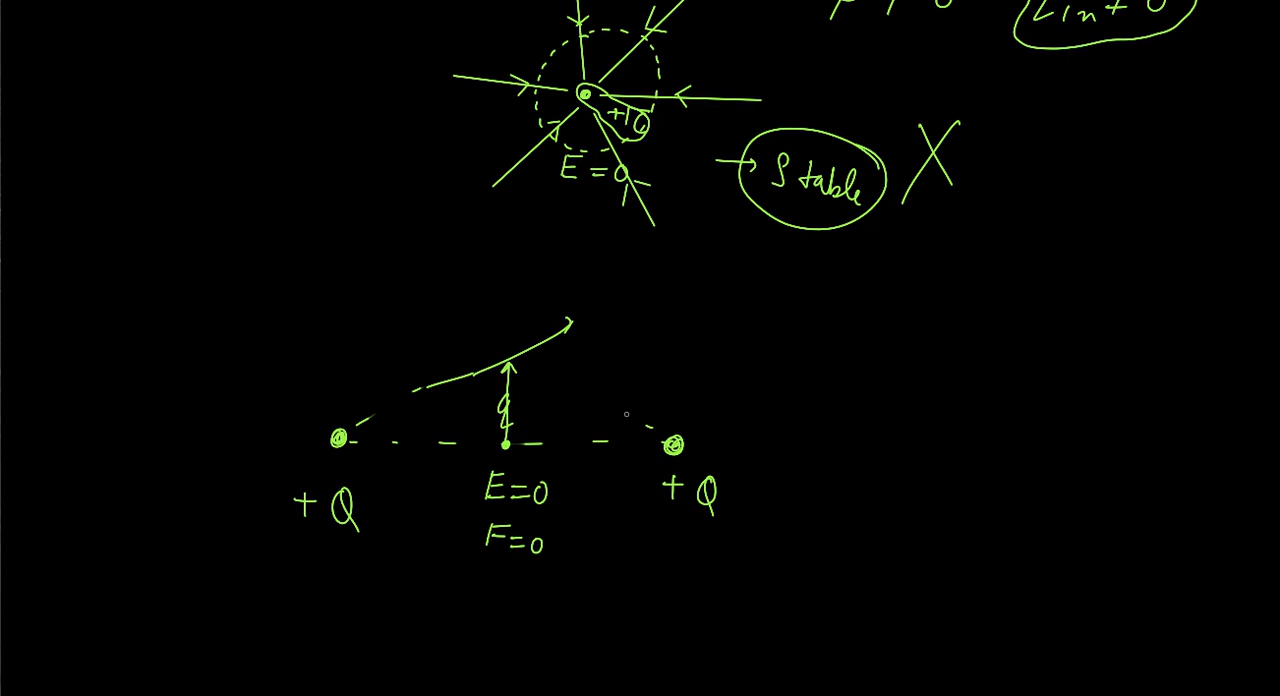 +Q
E=0
→ Stable X
q
+Q
+Q
E=0
F=0